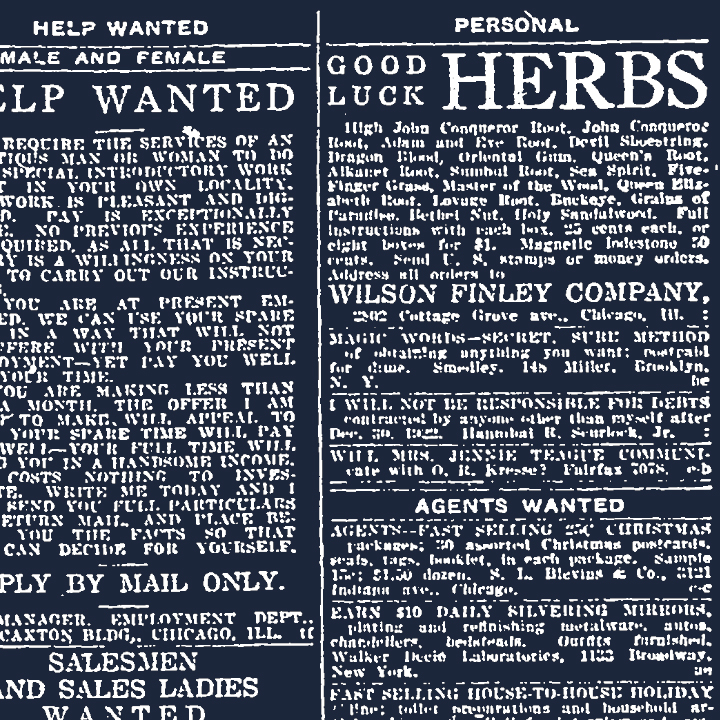 HELP WANTED
MALE AND FEMALE
ELP WANTED
REQUIRE THE SERVICES OF AN
TIOUS MAN OR WOMAN TO DO
SPECIAL INTRODUCTORY WORK
IN YOUR OWN LOCALITY.
WORK IS PLEASANT AND DIG-
PAY IS EXCEPTIONALLY
NO PREVIOUS EXPERIENCE
QUIRED, AS ALL THAT IS NEC-
RY IS A WILLINGNESS ON YOUR
TO CARRY OUT OUR INSTRUC-
YOU ARE AT PRESENT EM-
ED, WE CAN USE YOUR SPARE
IN A WAY THAT WILL NOT
FERE WITH YOUR PRESENT
OYMENT—YET PAY YOU WELL
YOUR TIME.
OU ARE MAKING LESS THAN
A MONTH, THE OFFER I AM
TO MAKE, WILL APPEAL TO
YOUR SPARE TIME WILL PAY
WELL—YOUR FULL TIME WILL
G YOU IN A HANDSOME INCOME.
COSTS NOTHING TO INVES-
TE. WRITE ME TODAY AND I
SEND YOU FULL PARTICULARS
RETURN MAIL, AND PLACE BE-
YOU THE FACTS SO THAT
CAN DECIDE FOR YOURSELF.
PLY BY MAIL ONLY.
MANAGER, EMPLOYMENT DEPT.,
CAXTON BLDG., CHICAGO, ILL. tf
SALESMEN
AND SALES LADIES
WANTED
PERSONAL
GOOD LUCK HERBS
High John Conqueror Root, John Conqueror
Root, Adam and Eve Root, Devil Shoestring,
Dragon Blood, Oriental Gum, Queen's Root,
Alkanet Root, Sumbul Root, Sea Spirit, Five-
Finger Grass, Master of the Wood, Queen Eliz-
abeth Root, Lovage Root, Buckeye, Grains of
Paradise, Bethel Nut, Holy Sandalwood. Full
instructions with each box, 25 cents each, or
eight boxes for $1. Magnetic lodestone 50
cents. Send U. S. stamps or money orders.
Address all orders to
WILSON FINLEY COMPANY,
Cottage Grove ave., Chicago, Ill.
MAGIC WORDS—SECRET. SURE METHOD
of obtaining anything you want; postpaid
for dime. Smedley, 145 Miller, Brooklyn,
N. Y.
I WILL NOT BE RESPONSIBLE FOR DEBTS
contracted by anyone other than myself after
Dec. 30, 1922. Hannibal R. Scurlock, Jr.
WILL MRS. JENNIE TEAGUE COMMUNI-
cate with O. R. Kresse? Fairfax 7078.
AGENTS WANTED
AGENTS--FAST SELLING 25C CHRISTMAS
packages; 30 assorted Christmas postcards,
seals, tags, booklet, in each package. Sample
15c; $1.50 dozen. S. L. Blevins & Co., 3121
Indiana ave., Chicago.
EARN $10 DAILY SILVERING MIRRORS,
plating and refinishing metalware, autos,
chandeliers, bedsteads. Outfits furnished.
Walker Decie Laboratories, 1133 Broadway,
New York.
FAST SELLING HOUSE-TO-HOUSE HOLIDAY
line; toilet preparations and household ar-